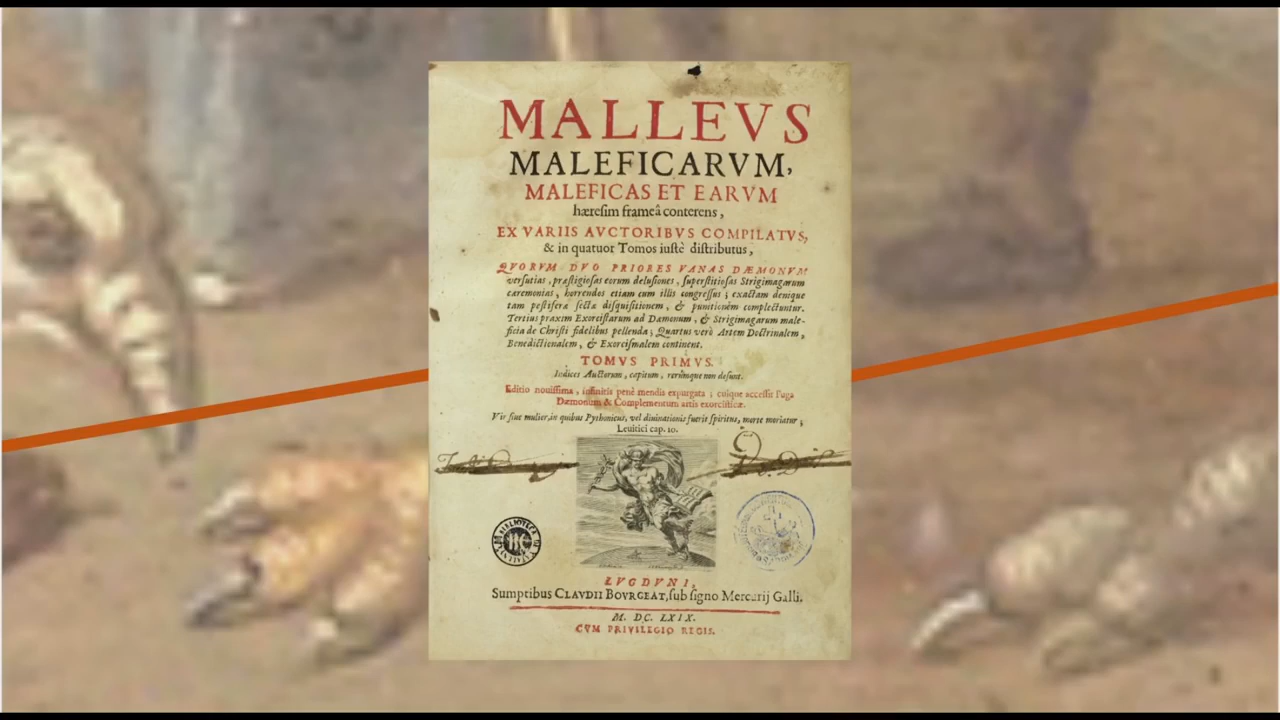 MALLEVS
MALEFICARVM,
MALEFICAS ET EARVM
hæresim frameâ conterens,
EX VARIIS AVCTORIBVS COMPILATVS,
& in quatuor Tomos iustè distributus,
QVORVM DVO PRIORES VANAS DÆMONVM
versutias, præstigiosas eorum delusiones, superstitiosas Strigimagarum
cæremonias, horrendos etiam cum illis congressus; exactam denique
tam pestiferæ sectæ disquisitionem, & punitionem complectuntur.
Tertius praxim Exorcistarum ad Dæmonum, & Strigimagarum male-
ficia de Christi fidelibus pellenda; Quartus verò Artem Doctrinalem,
Benedictionalem, & Exorcismalem continent.
TOMVS PRIMVS.
Indices Auctorum, capitum, rerúmque non desunt.
Editio nouissima, infinitis penè mendis expurgata; cuique accessit Fuga
Dæmonum & Complementum artis exorcisticæ.
Vir siue mulier, in quibus Pythonicus, vel diuinationis fuerit spiritus, morte moriatur;
Leuitici cap. 10.
LVGDVNI,
Sumptibus CLAVDII BOVRGEAT, sub signo Mercurij Galli.
M. DC. LXIX.
CVM PRIVILEGIO REGIS.